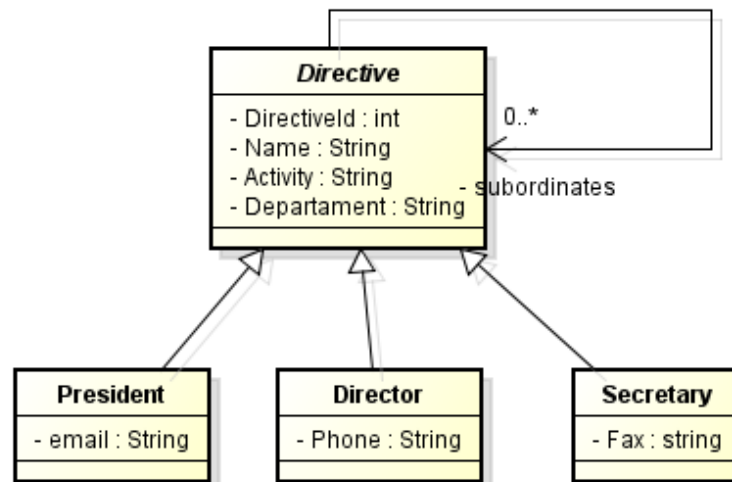 Directive
- DirectiveId : int
- Name : String
- Activity : String
- Departament : String
0..*
- subordinates
President
- email : String
Director
- Phone : String
Secretary
- Fax : string